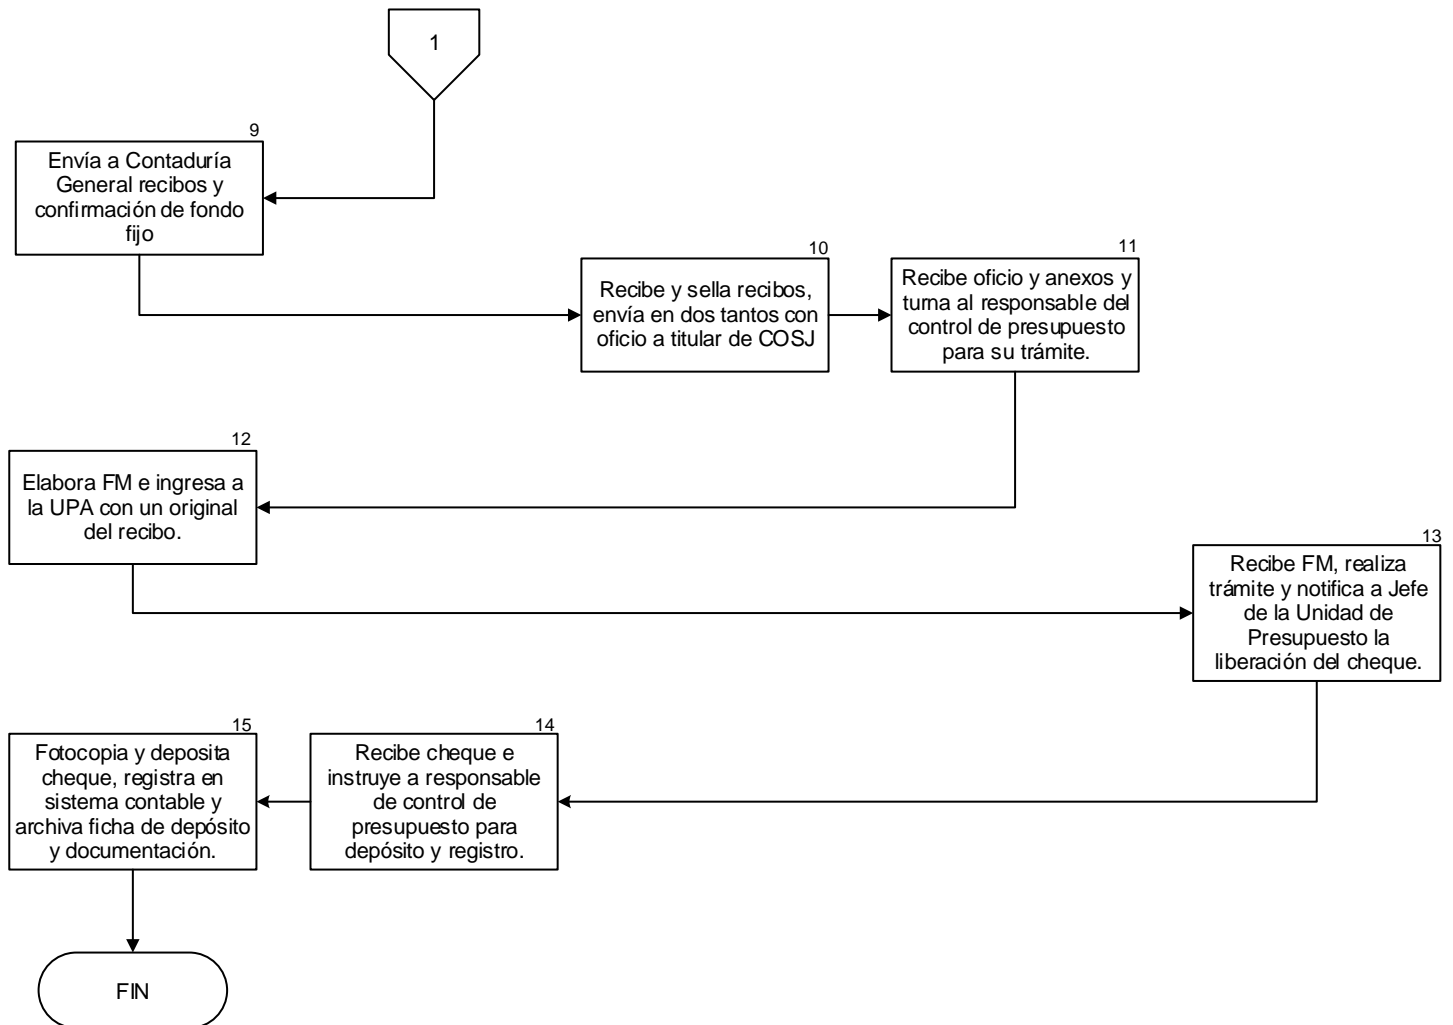 1
9
Envía a Contaduría
General recibos y
confirmación de fondo
fijo
10
Recibe y sella recibos,
envía en dos tantos con
oficio a titular de COSJ
11
Recibe oficio y anexos y
turna al responsable del
control de presupuesto
para su trámite.
12
Elabora FM e ingresa a
la UPA con un original
del recibo.
13
Recibe FM, realiza
trámite y notifica a Jefe
de la Unidad de
Presupuesto la
liberación del cheque.
14
Recibe cheque e
instruye a responsable
de control de
presupuesto para
depósito y registro.
15
Fotocopia y deposita
cheque, registra en
sistema contable y
archiva ficha de depósito
y documentación.
FIN